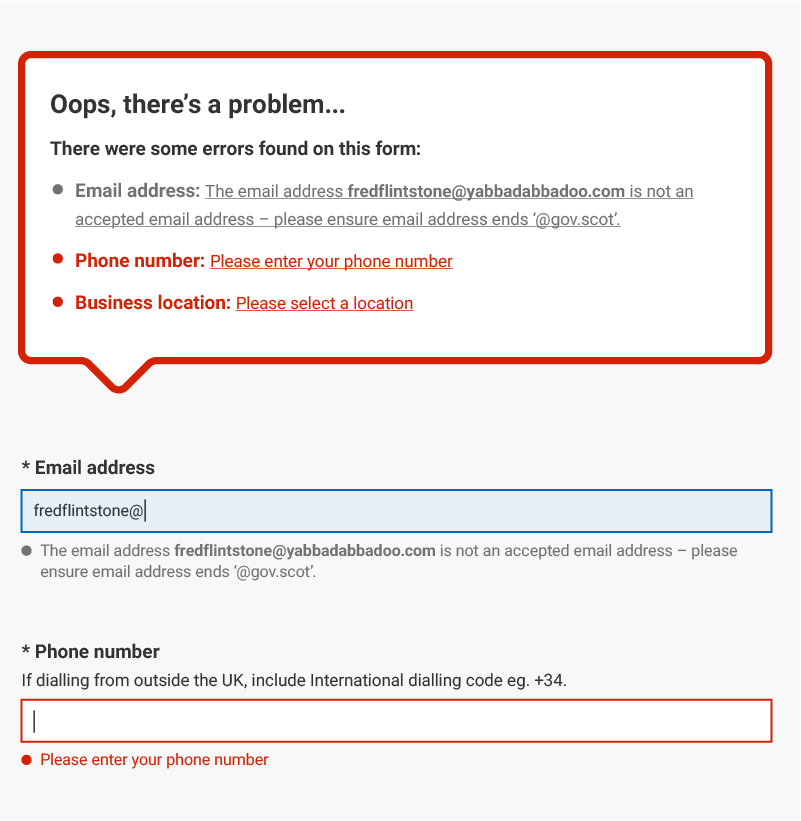 Oops, there’s a problem...
There were some errors found on this form:
Email address: The email address fredflintstone@yabbadabbadoo.com is not an
accepted email address – please ensure email address ends ‘@gov.scot’.
Phone number: Please enter your phone number
Business location: Please select a location
* Email address
fredflintstone@
The email address fredflintstone@yabbadabbadoo.com is not an accepted email address – please
ensure email address ends ‘@gov.scot’.
* Phone number
If dialling from outside the UK, include International dialling code eg. +34.
Please enter your phone number